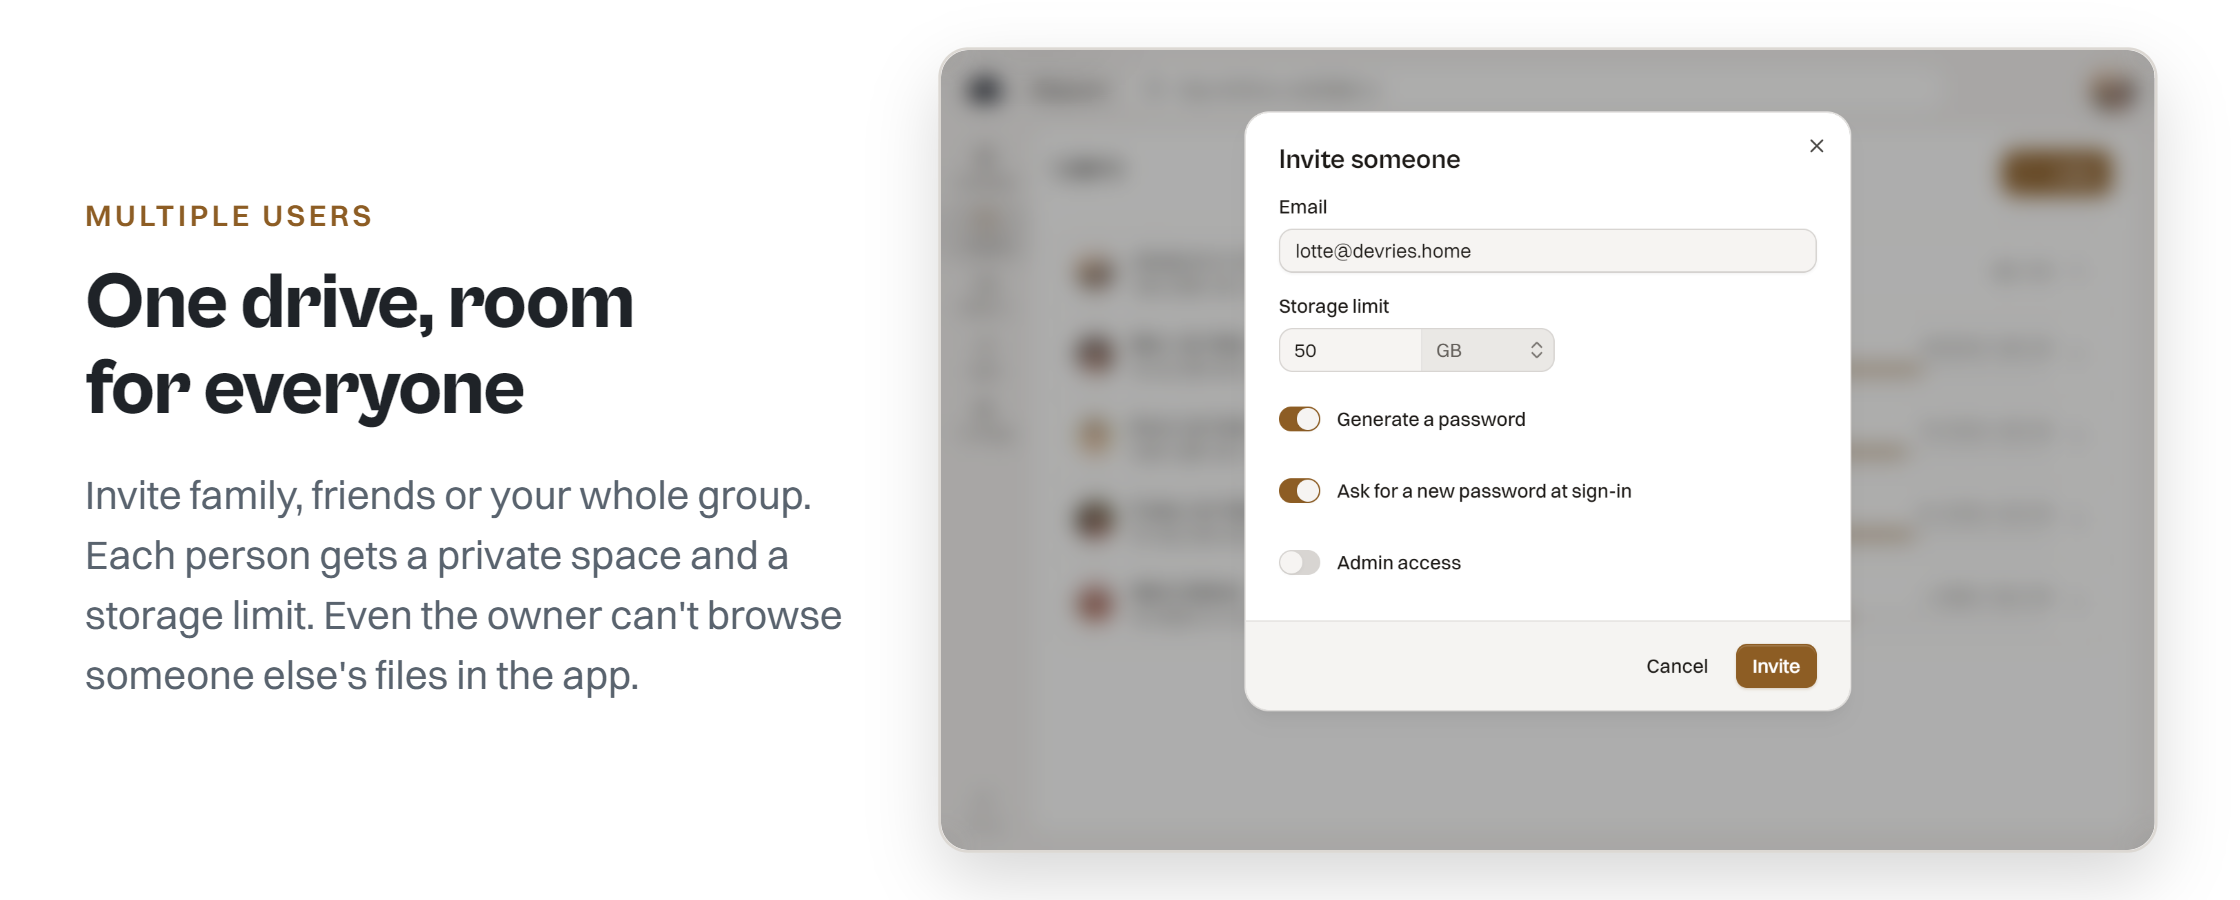 MULTIPLE USERS
One drive, room
for everyone
Invite family, friends or your whole group.
Each person gets a private space and a
storage limit. Even the owner can't browse
someone else's files in the app.
Invite someone
Email
lotte@devries.home
Storage limit
50 GB
Generate a password
Ask for a new password at sign-in
Admin access
Cancel Invite